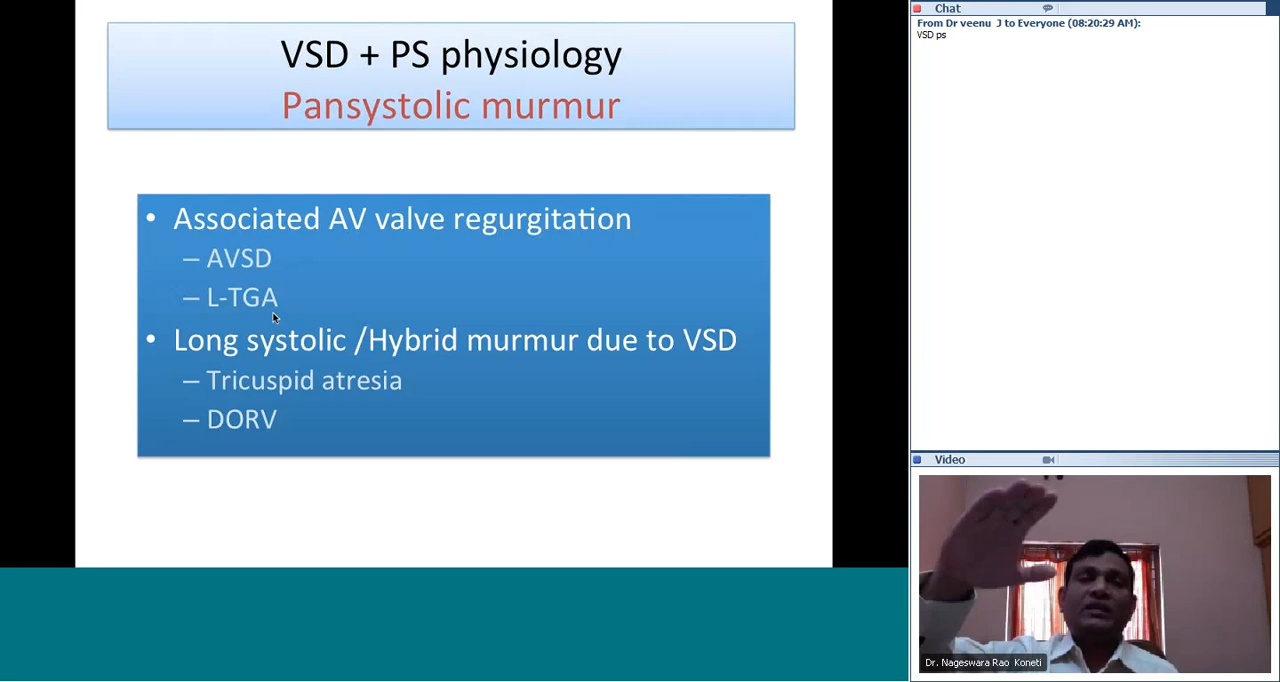 VSD + PS physiology
Pansystolic murmur
• Associated AV valve regurgitation
– AVSD
– L-TGA
• Long systolic /Hybrid murmur due to VSD
– Tricuspid atresia
– DORV
Chat
From Dr veenu J to Everyone (08:20:29 AM):
VSD ps
Video
Dr. Nageswara Rao Koneti